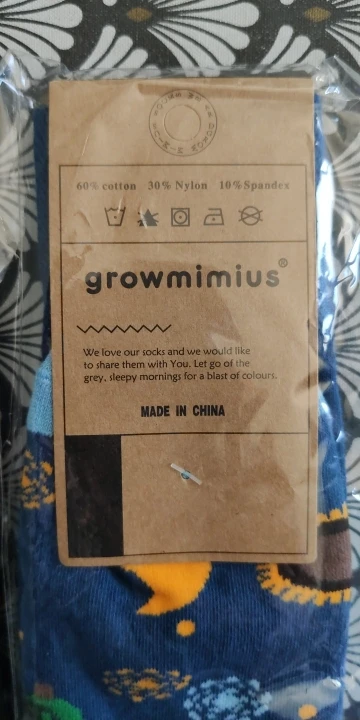 60% cotton 30% Nylon 10% Spandex
growmimius®
We love our socks and we would like
to share them with You. Let go of the
grey, sleepy mornings for a blast of colours.
MADE IN CHINA